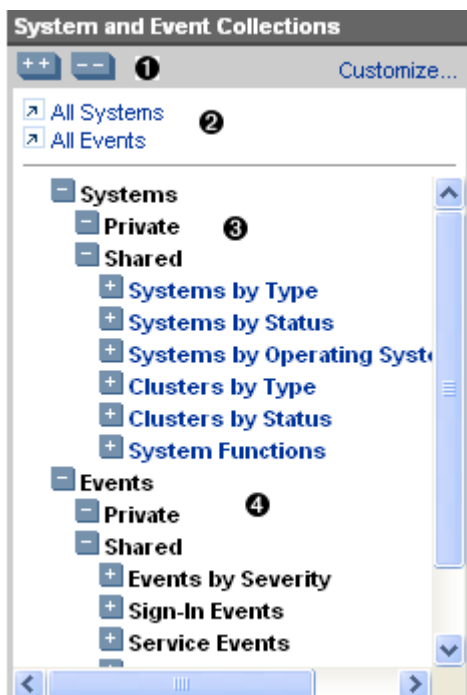 System and Event Collections
++ -- ❶ Customize...
All Systems ❷
All Events
Systems
Private ❸
Shared
Systems by Type
Systems by Status
Systems by Operating Syst
Clusters by Type
Clusters by Status
System Functions
Events
Private ❹
Shared
Events by Severity
Sign-In Events
Service Events